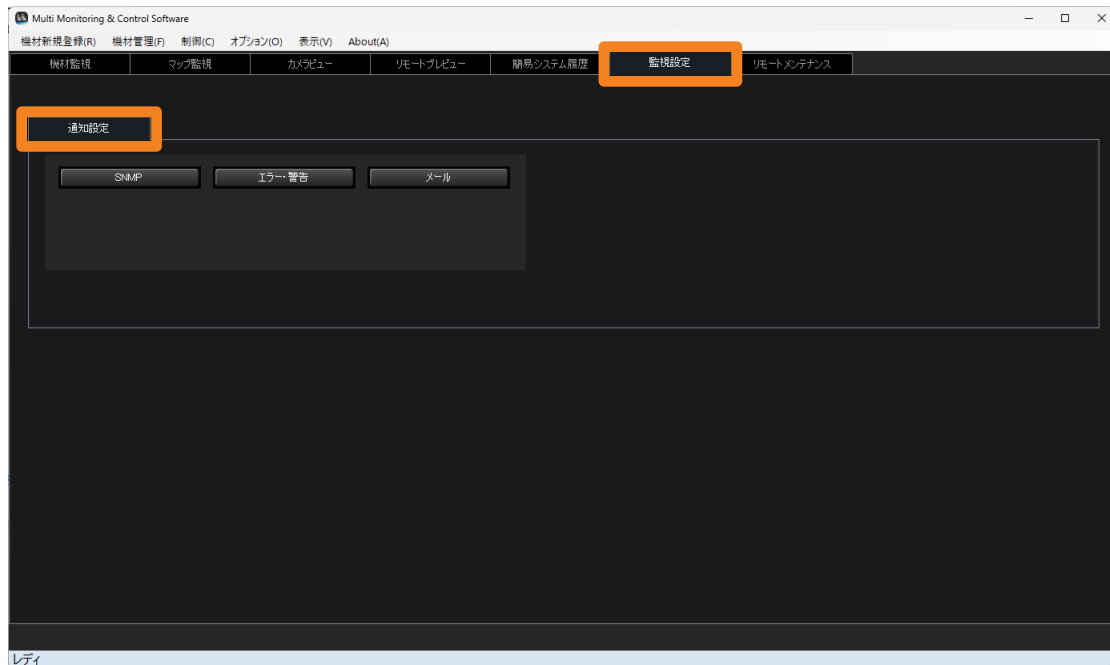 Multi Monitoring & Control Software
機材新規登録(R) 機材管理(F) 制御(C) オプション(O) 表示(V) About(A)
機材監視 マップ監視 カメラビュー リモートプレビュー 簡易システム履歴 監視設定 リモートメンテナンス
通知設定
SNMP エラー・警告 メール
レディ